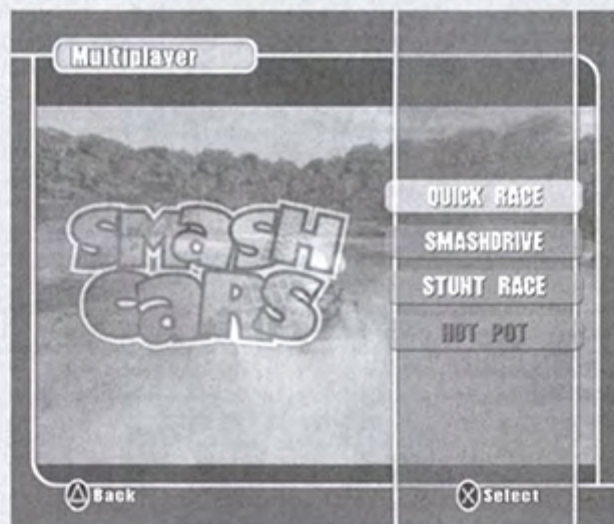 Multiplayer
SMaSH
CaRS
QUICK RACE
SMASHDRIVE
STUNT RACE
HOT POT
Back
Select